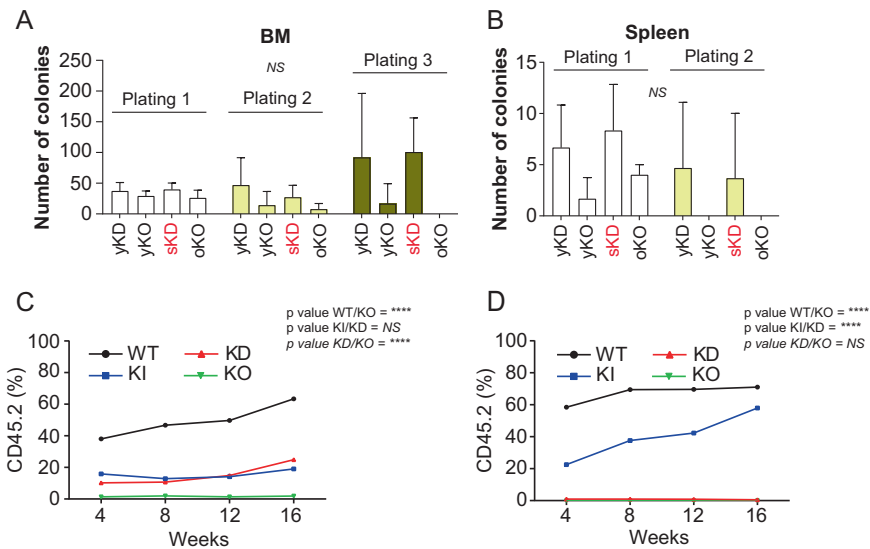 A
BM
NS
Plating 1
Plating 2
Plating 3
Number of colonies
250
200
150
100
50
0
yKD
yKO
sKD
oKO
yKD
yKO
sKD
oKO
yKD
yKO
sKD
oKO
B
Spleen
Plating 1
Plating 2
NS
Number of colonies
15
10
5
0
yKD
yKO
sKD
oKO
yKD
yKO
sKD
oKO
C
p value WT/KO = ****
p value KI/KD = NS
p value KD/KO = ****
WT
KD
KI
KO
CD45.2 (%)
100
80
60
40
20
0
4 8 12 16
Weeks
D
p value WT/KO = ****
p value KI/KD = ****
p value KD/KO = NS
WT
KD
KI
KO
CD45.2 (%)
100
80
60
40
20
0
4 8 12 16
Weeks